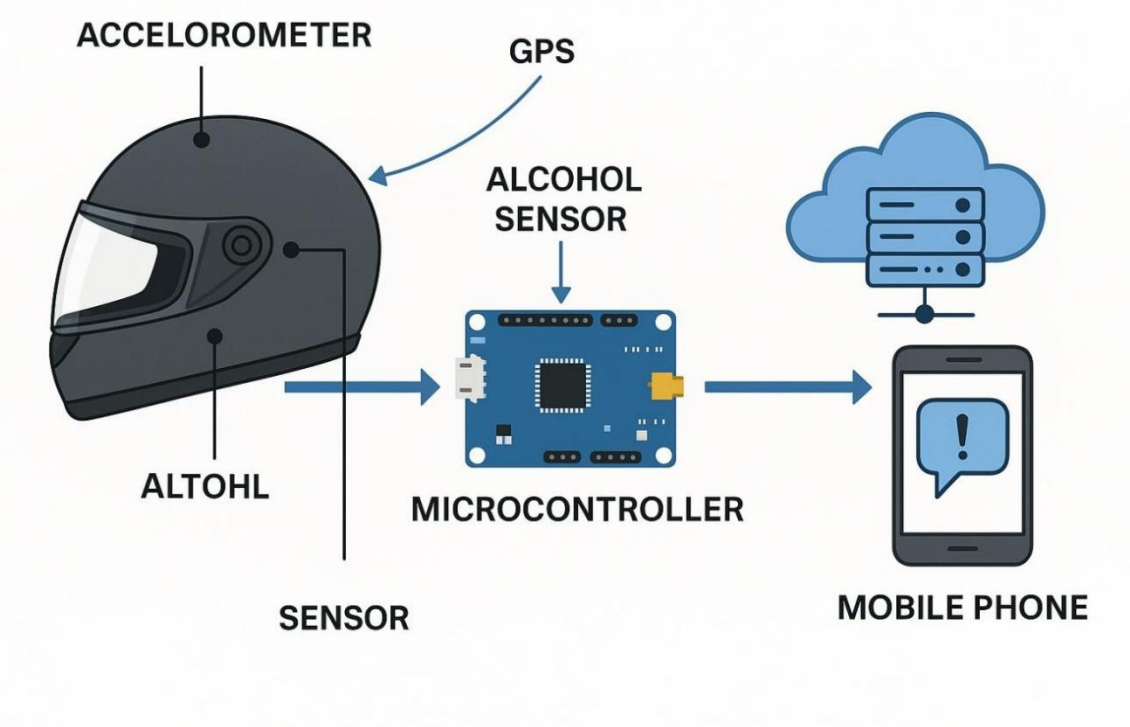 ACCELOROMETER
GPS
ALCOHOL
SENSOR
ALTOHL
MICROCONTROLLER
SENSOR
MOBILE PHONE